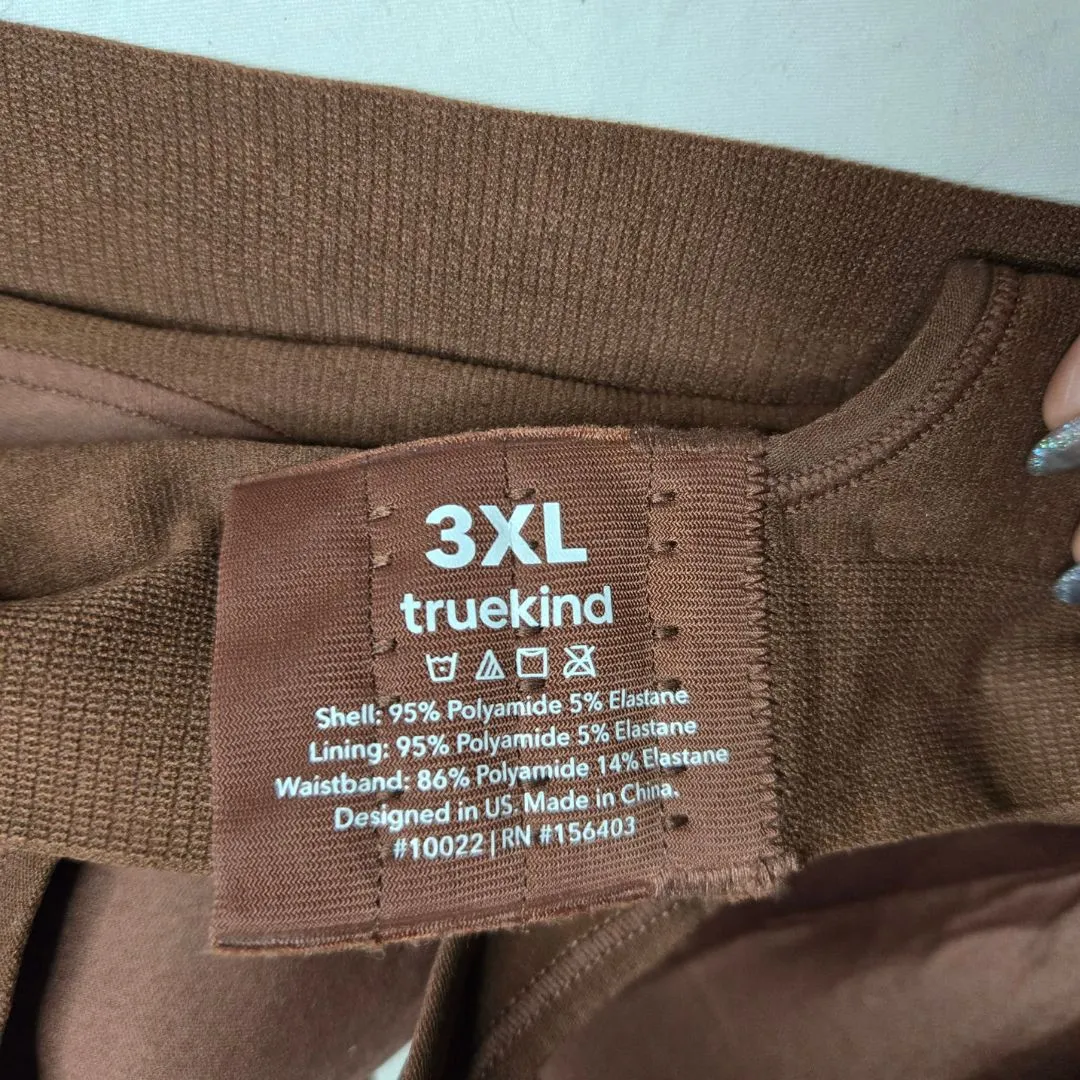 3XL
truekind
Shell: 95% Polyamide 5% Elastane
Lining: 95% Polyamide 5% Elastane
Waistband: 86% Polyamide 14% Elastane
Designed in US. Made in China.
#10022 | RN #156403